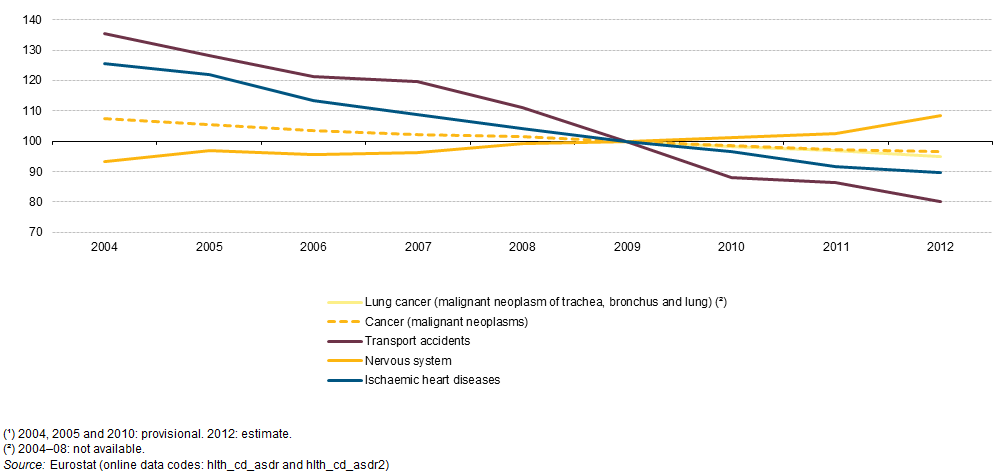 140
130
120
110
100
90
80
70
2004 2005 2006 2007 2008 2009 2010 2011 2012
Lung cancer (malignant neoplasm of trachea, bronchus and lung) (²)
Cancer (malignant neoplasms)
Transport accidents
Nervous system
Ischaemic heart diseases
(¹) 2004, 2005 and 2010: provisional. 2012: estimate.
(²) 2004–08: not available.
Source: Eurostat (online data codes: hlth_cd_asdr and hlth_cd_asdr2)